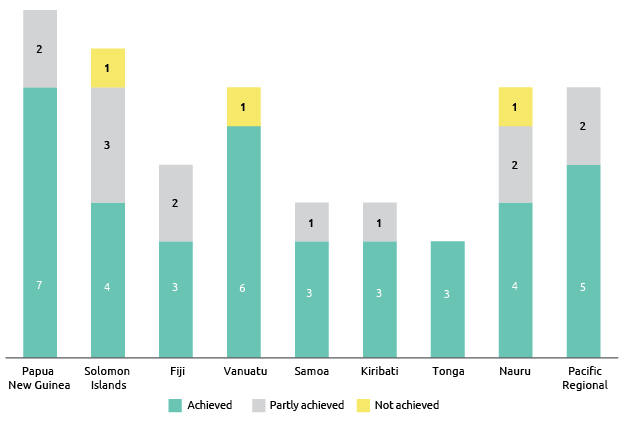 2
1
3
1
2
1
1
1
2
2
7
4
3
6
3
3
3
4
5
Papua
New Guinea
Solomon
Islands
Fiji
Vanuatu
Samoa
Kiribati
Tonga
Nauru
Pacific
Regional
Achieved Partly achieved Not achieved